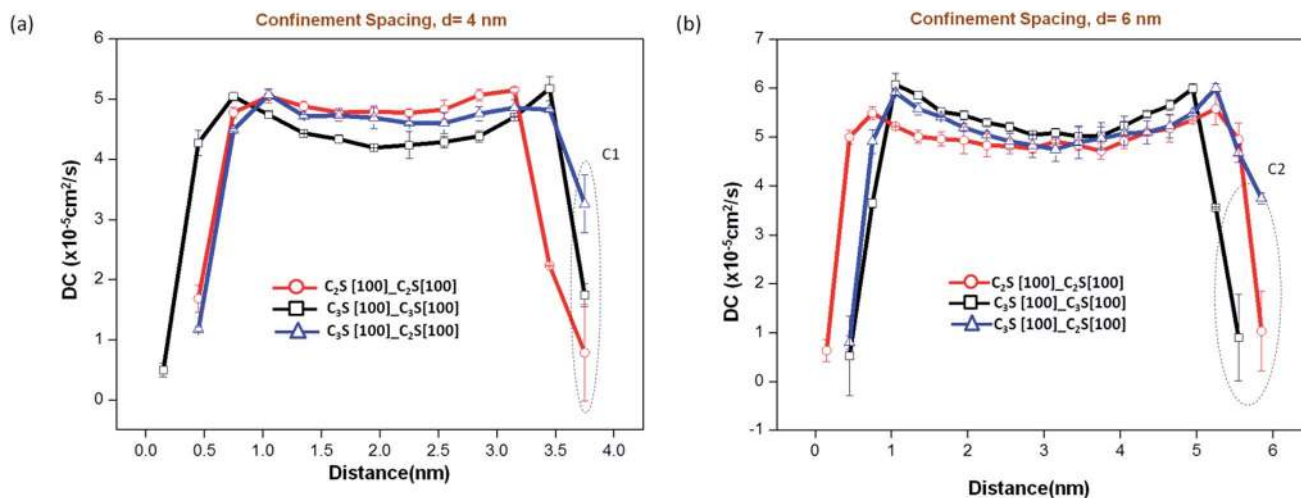 (a)
Confinement Spacing, d= 4 nm
6
5
4
3
2
1
0
DC (x10⁻⁵cm²/s)
C1
C₂S [100]_C₂S[100]
C₃S [100]_C₃S[100]
C₃S [100]_C₂S[100]
0.0 0.5 1.0 1.5 2.0 2.5 3.0 3.5 4.0
Distance(nm)
(b)
Confinement Spacing, d= 6 nm
7
6
5
4
3
2
1
0
-1
DC (x10⁻⁵cm²/s)
C2
C₂S [100]_C₂S[100]
C₃S [100]_C₃S[100]
C₃S [100]_C₂S[100]
0 1 2 3 4 5 6
Distance(nm)